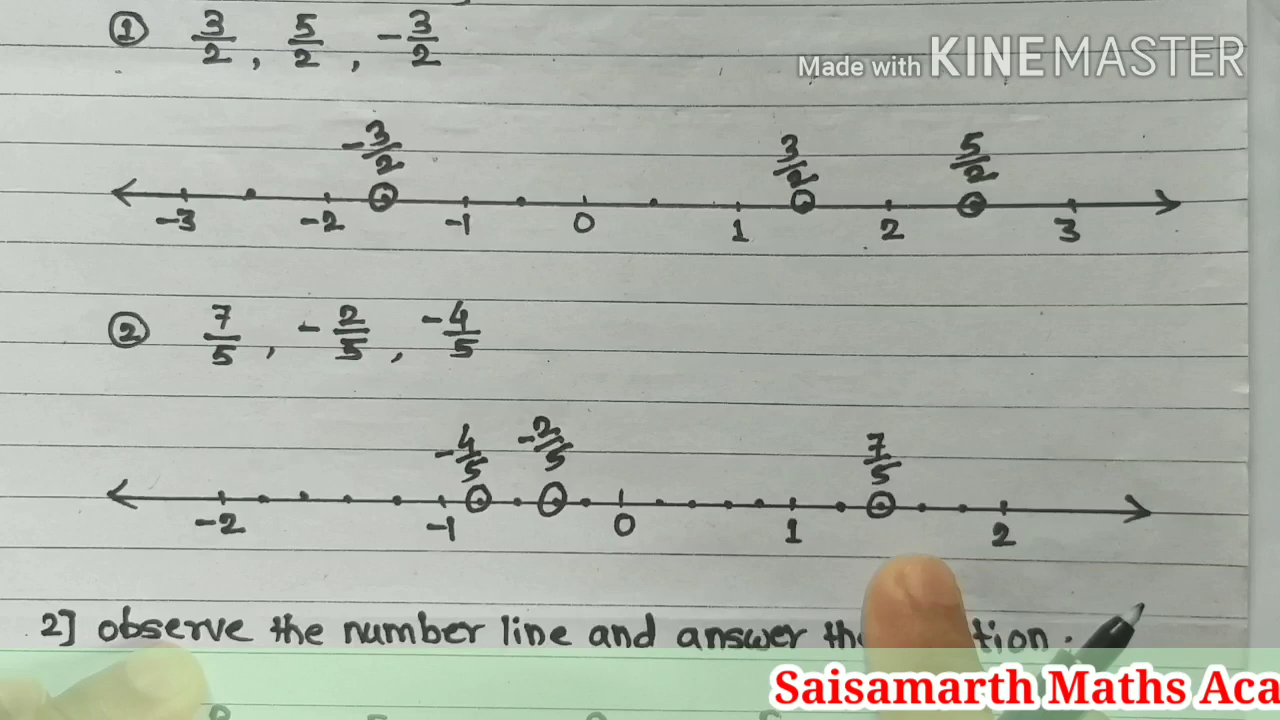 ① 3/2 , 5/2 , -3/2
Made with KINEMASTER
-3/2 3/2 5/2
-3 -2 -1 0 1 2 3
② 7/5 , -2/5 , -4/5
-4/5 -2/5 7/5
-2 -1 0 1 2
2] observe the number line and answer
Saisamarth Maths Aca